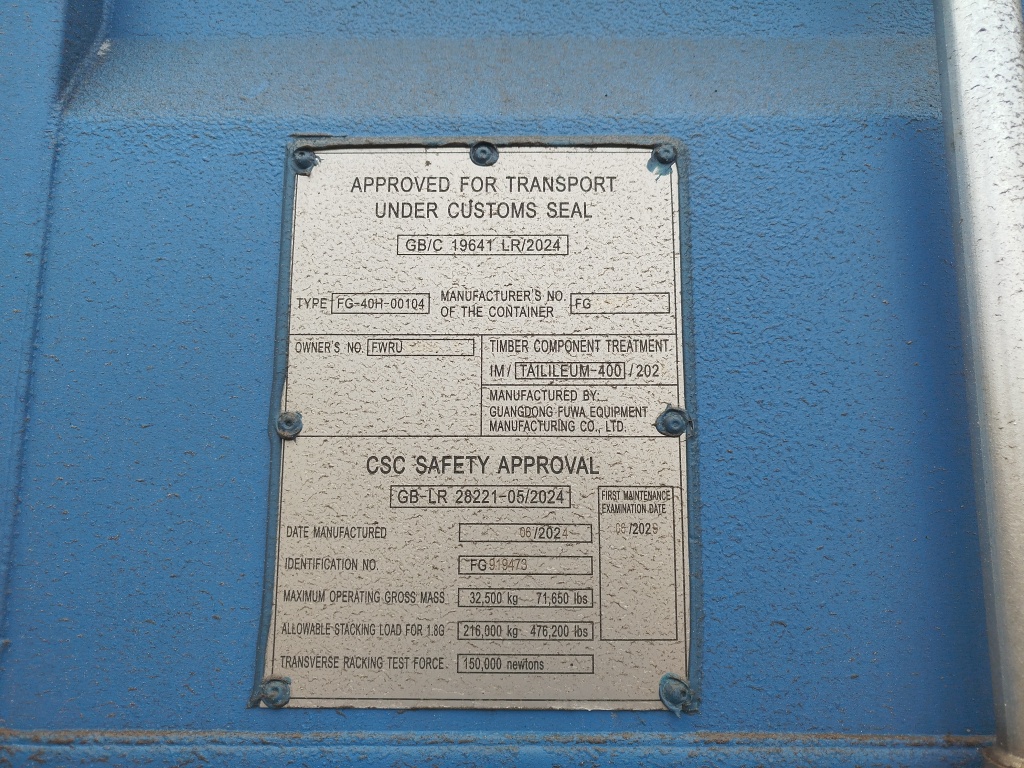 APPROVED FOR TRANSPORT
UNDER CUSTOMS SEAL
GB/C 19641 LR/2024
TYPE FG-40H-00104 MANUFACTURER'S NO. OF THE CONTAINER FG
OWNER'S NO. FWRU
TIMBER COMPONENT TREATMENT
IM / TAILILEUM-400 / 202
MANUFACTURED BY:
GUANGDONG FUWA EQUIPMENT
MANUFACTURING CO., LTD.
CSC SAFETY APPROVAL
GB-LR 28221-05/2024
FIRST MAINTENANCE
EXAMINATION DATE
/202
DATE MANUFACTURED 06/2024
IDENTIFICATION NO. FG 919473
MAXIMUM OPERATING GROSS MASS 32,500 kg 71,650 lbs
ALLOWABLE STACKING LOAD FOR 1.8G 216,000 kg 476,200 lbs
TRANSVERSE RACKING TEST FORCE 150,000 newtons